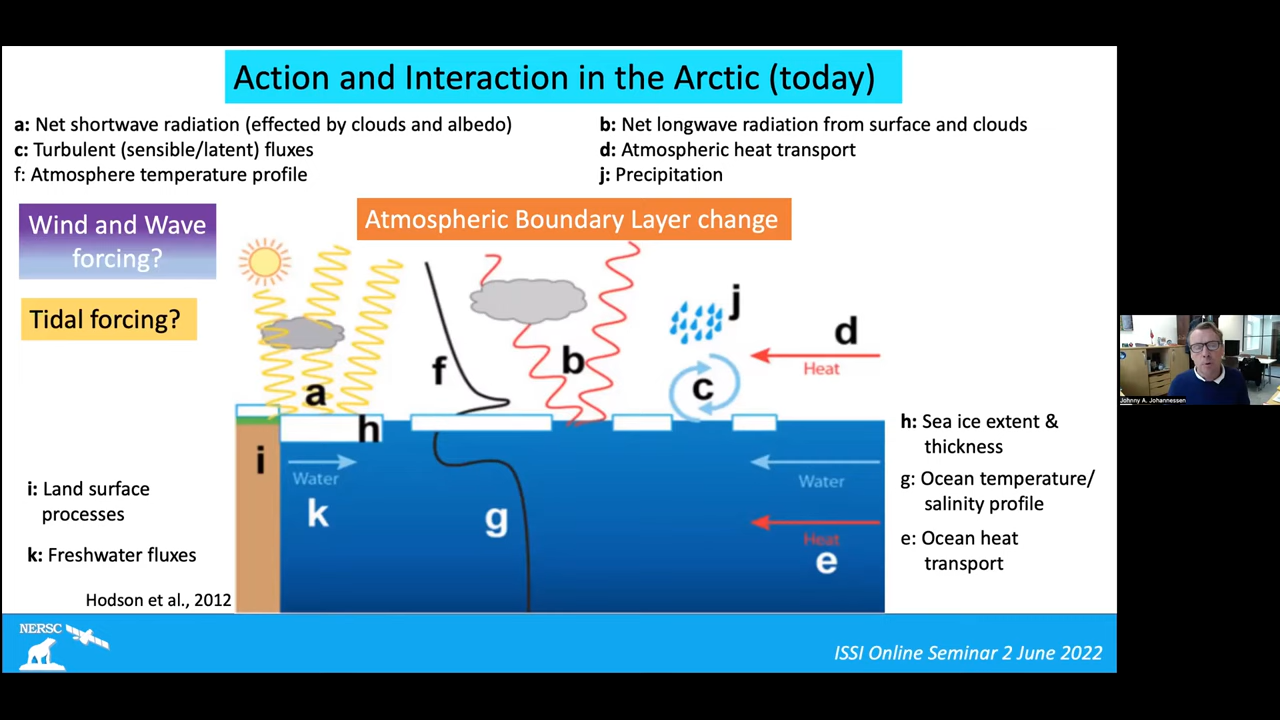 Action and Interaction in the Arctic (today)
a: Net shortwave radiation (effected by clouds and albedo)
b: Net longwave radiation from surface and clouds
c: Turbulent (sensible/latent) fluxes
d: Atmospheric heat transport
f: Atmosphere temperature profile
j: Precipitation
Wind and Wave
forcing?
Atmospheric Boundary Layer change
Tidal forcing?
a
f
b
j
c
d
Heat
h
i
Water
k
g
Water
Heat
e
h: Sea ice extent &
thickness
g: Ocean temperature/
salinity profile
e: Ocean heat
transport
i: Land surface
processes
k: Freshwater fluxes
Hodson et al., 2012
NERSC
ISSI Online Seminar 2 June 2022
Johnny A. Johannessen